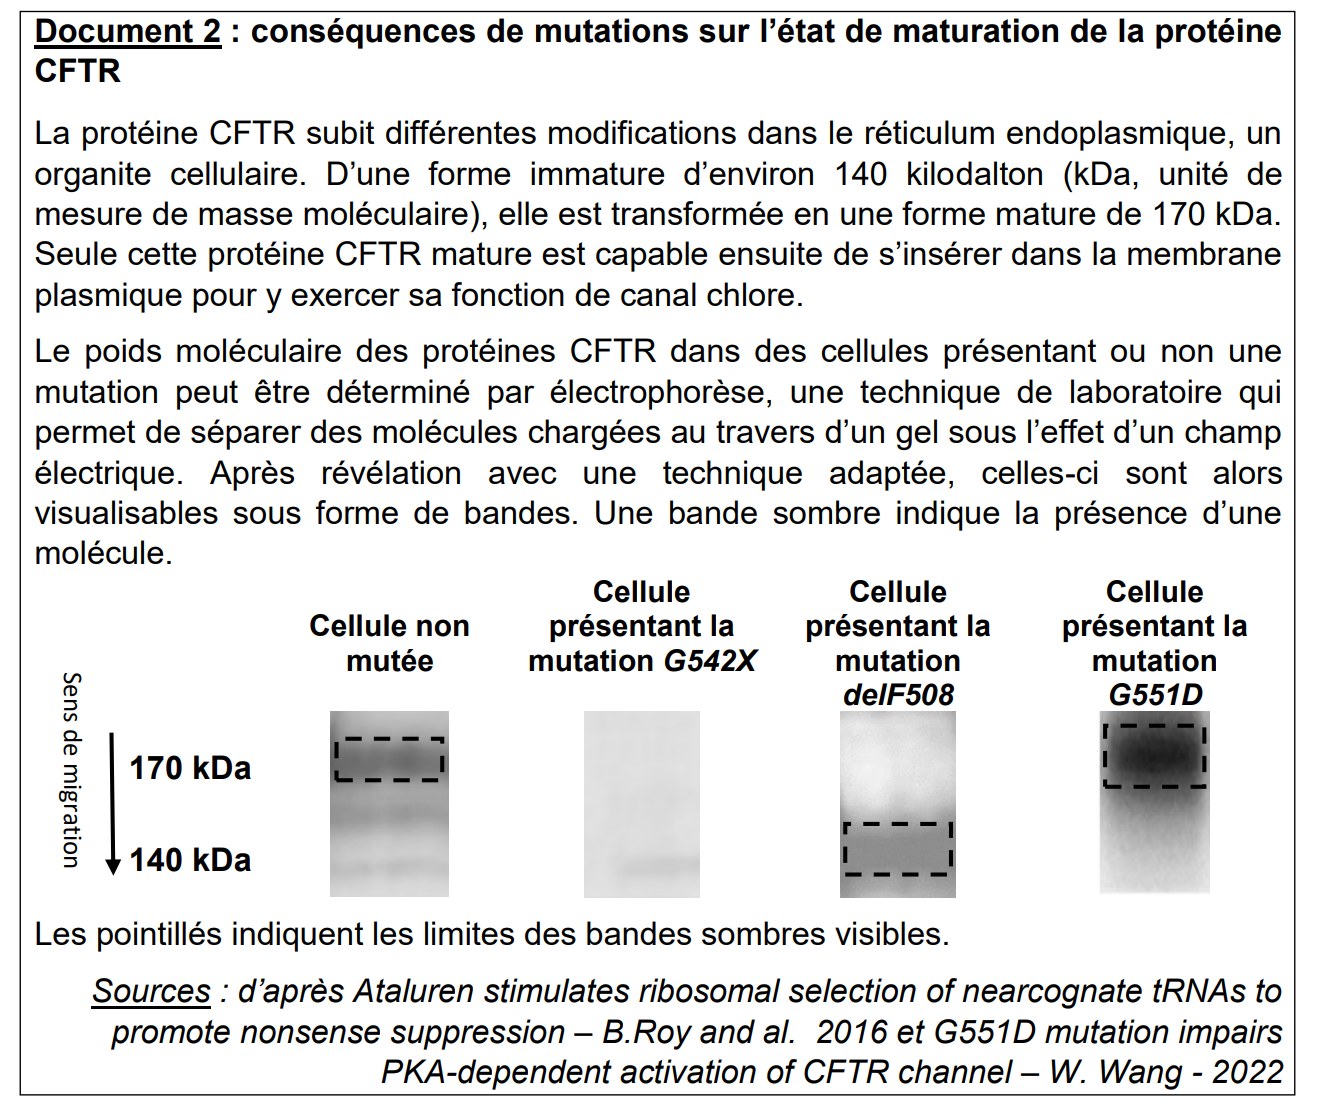 Document 2 : conséquences de mutations sur l’état de maturation de la protéine
CFTR
La protéine CFTR subit différentes modifications dans le réticulum endoplasmique, un
organite cellulaire. D’une forme immature d’environ 140 kilodalton (kDa, unité de
mesure de masse moléculaire), elle est transformée en une forme mature de 170 kDa.
Seule cette protéine CFTR mature est capable ensuite de s’insérer dans la membrane
plasmique pour y exercer sa fonction de canal chlore.
Le poids moléculaire des protéines CFTR dans des cellules présentant ou non une
mutation peut être déterminé par électrophorèse, une technique de laboratoire qui
permet de séparer des molécules chargées au travers d’un gel sous l’effet d’un champ
électrique. Après révélation avec une technique adaptée, celles-ci sont alors
visualisables sous forme de bandes. Une bande sombre indique la présence d’une
molécule.
Cellule non
mutée
Cellule
présentant la
mutation G542X
Cellule
présentant la
mutation
delF508
Cellule
présentant la
mutation
G551D
Sens de migration
170 kDa
140 kDa
Les pointillés indiquent les limites des bandes sombres visibles.
Sources : d’après Ataluren stimulates ribosomal selection of nearcognate tRNAs to
promote nonsense suppression – B.Roy and al. 2016 et G551D mutation impairs
PKA-dependent activation of CFTR channel – W. Wang - 2022